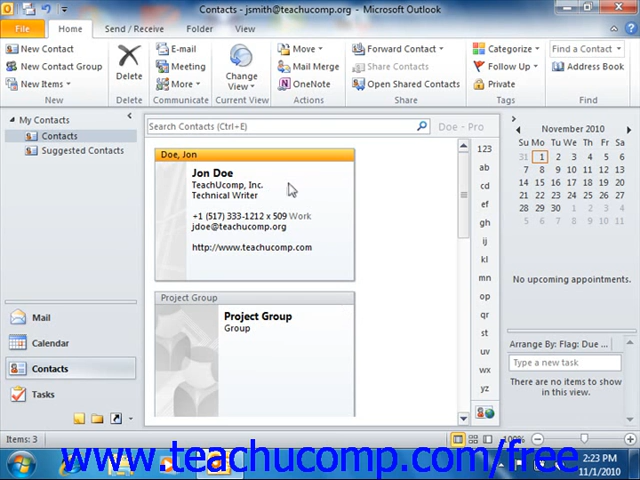 Contacts - jsmith@teachucomp.org - Microsoft Outlook
File
Home
Send / Receive
Folder
View
New Contact
New Contact Group
New Items
New
Delete
Delete
E-mail
Meeting
More
Communicate
Change
View
Current View
Move
Mail Merge
OneNote
Actions
Forward Contact
Share Contacts
Open Shared Contacts
Share
Categorize
Follow Up
Private
Tags
Find a Contact
Address Book
Find
My Contacts
Contacts
Suggested Contacts
Mail
Calendar
Contacts
Tasks
Search Contacts (Ctrl+E)
Doe - Pro
Doe, Jon
Jon Doe
TeachUcomp, Inc.
Technical Writer
+1 (517) 333-1212 x 509 Work
jdoe@teachucomp.org
http://www.teachucomp.com
Project Group
Project Group
Group
123
ab
cd
ef
gh
ij
kl
mn
op
qr
st
uv
wx
yz
November 2010
Su Mo Tu We Th Fr Sa
31 1 2 3 4 5 6
7 8 9 10 11 12 13
14 15 16 17 18 19 20
21 22 23 24 25 26 27
28 29 30 1 2 3 4
5 6 7 8 9 10 11
No upcoming appointments.
Arrange By: Flag: Due ...
Type a new task
There are no items to show
in this view.
Items: 3
100%
www.teachucomp.com/free
2:23 PM
11/1/2010